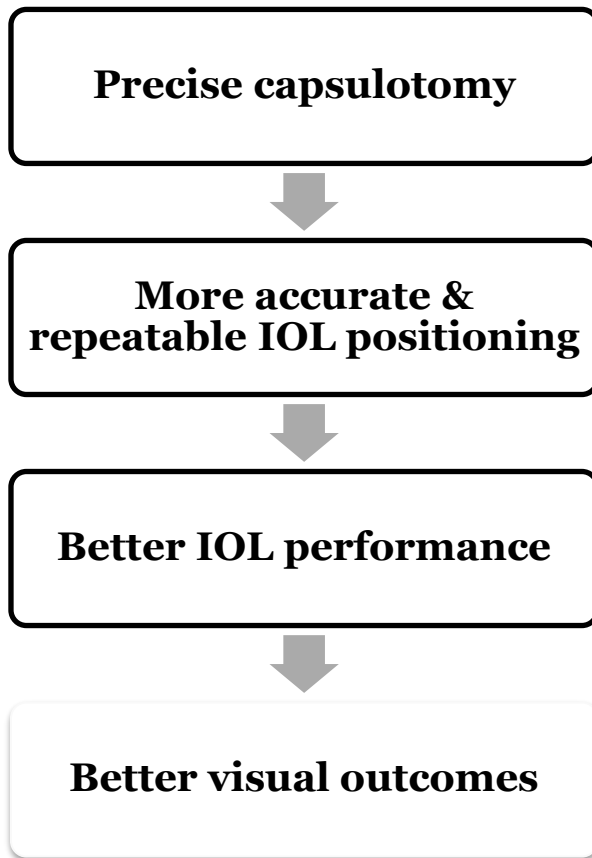 Precise capsulotomy
More accurate &
repeatable IOL positioning
Better IOL performance
Better visual outcomes